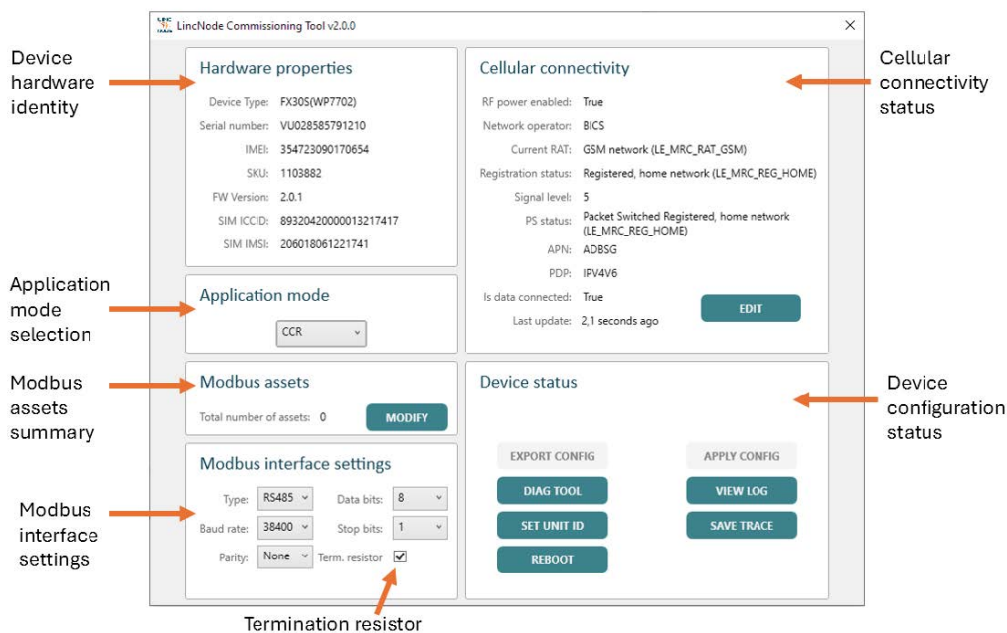 LincNode Commissioning Tool v2.0.0
Device
hardware
identity
Hardware properties
Device Type: FX30S(WP7702)
Serial number: VU028585791210
IMEI: 354723090170654
SKU: 1103882
FW Version: 2.0.1
SIM ICCID: 89320420000013217417
SIM IMSI: 206018061221741
Cellular connectivity
RF power enabled: True
Network operator: BICS
Current RAT: GSM network (LE_MRC_RAT_GSM)
Registration status: Registered, home network (LE_MRC_REG_HOME)
Signal level: 5
PS status: Packet Switched Registered, home network
(LE_MRC_REG_HOME)
APN: ADBSG
PDP: IPV4V6
Is data connected: True
Last update: 2,1 seconds ago
EDIT
Cellular
connectivity
status
Application
mode
selection
Application mode
CCR
Modbus
assets
summary
Modbus assets
Total number of assets: 0 MODIFY
Device status
EXPORT CONFIG APPLY CONFIG
DIAG TOOL VIEW LOG
SET UNIT ID SAVE TRACE
REBOOT
Device
configuration
status
Modbus
interface
settings
Modbus interface settings
Type: RS485 Data bits: 8
Baud rate: 38400 Stop bits: 1
Parity: None Term. resistor
Termination resistor